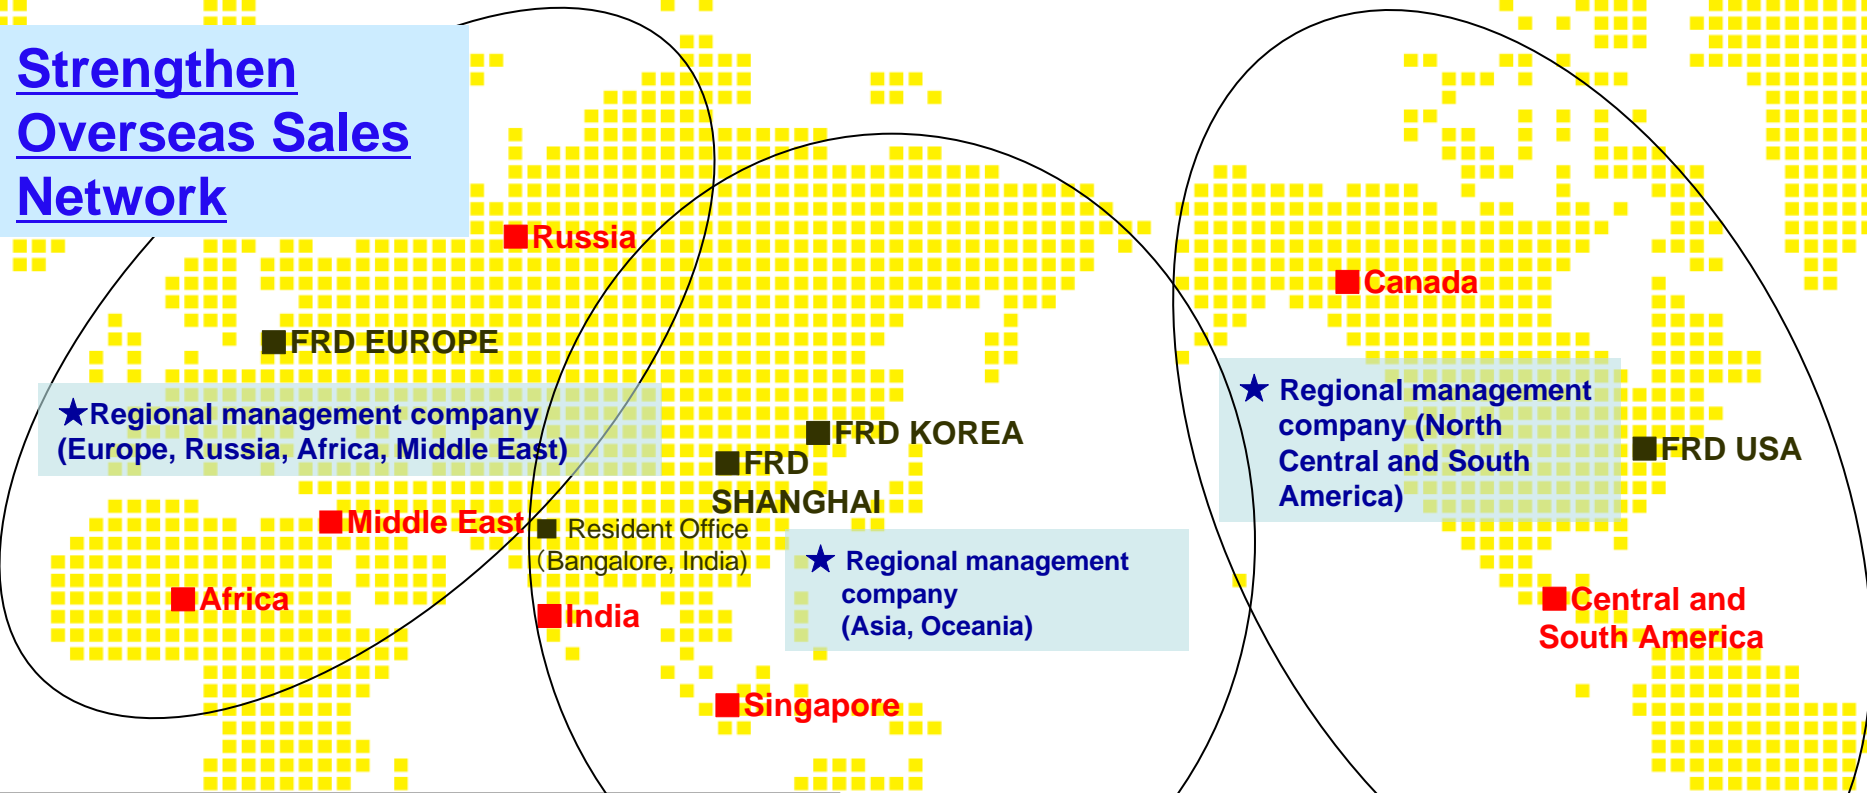 Strengthen
Overseas Sales
Network
■Russia
■Canada
■FRD EUROPE
★Regional management company
(Europe, Russia, Africa, Middle East)
★ Regional management
company (North
Central and South
America)
■FRD KOREA
■FRD USA
■FRD
SHANGHAI
■Middle East
■ Resident Office
（Bangalore, India）
★ Regional management
company
(Asia, Oceania)
■Africa
■India
■Central and
South America
■Singapore